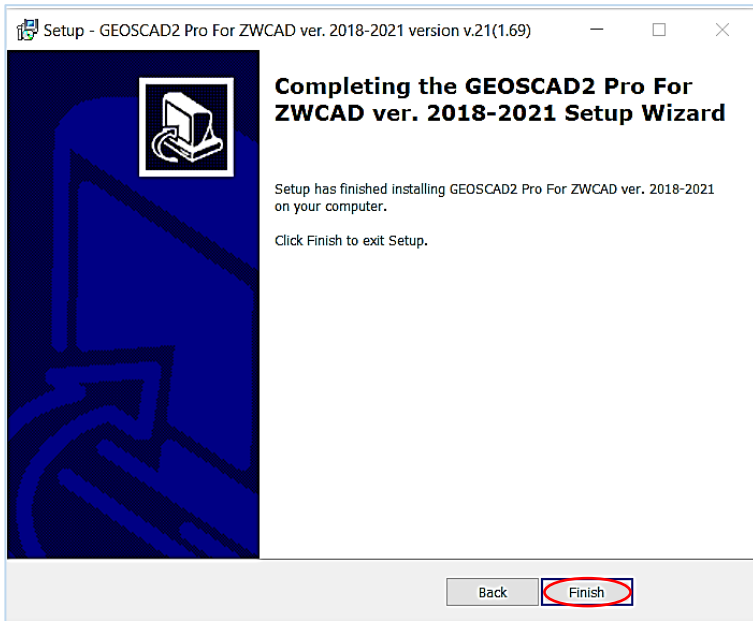 Setup - GEOSCAD2 Pro For ZWCAD ver. 2018-2021 version v.21(1.69)
Completing the GEOSCAD2 Pro For
ZWCAD ver. 2018-2021 Setup Wizard
Setup has finished installing GEOSCAD2 Pro For ZWCAD ver. 2018-2021
on your computer.
Click Finish to exit Setup.
Back
Finish